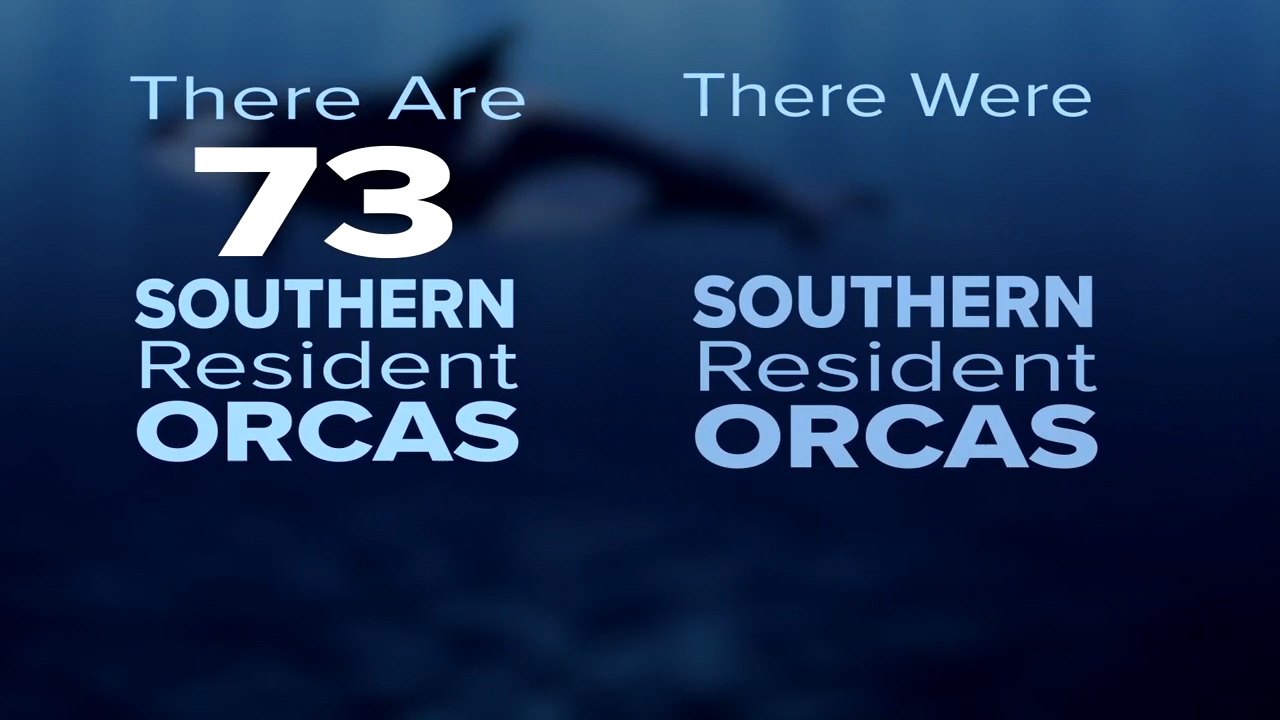 There Are
73
SOUTHERN
Resident
ORCAS
There Were
SOUTHERN
Resident
ORCAS